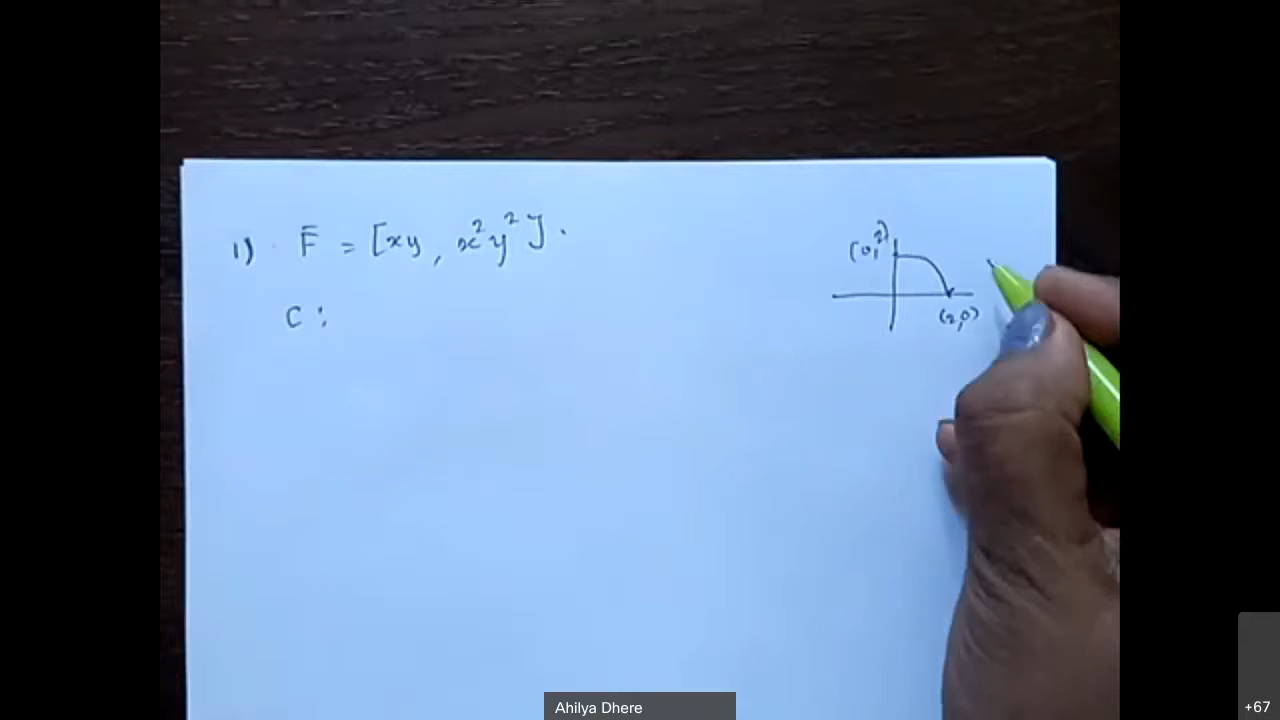 1) F̄ = [xy, x²y²].
(0,2)
C:
(2,0)
Ahilya Dhere
+67